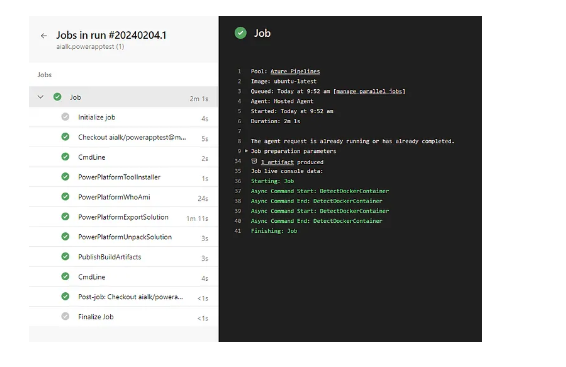 ← Jobs in run #20240204.1
aialk.powerapptest (1)
Jobs
Job 2m 1s
Initialize job 4s
Checkout aialk/powerapptest@m... 5s
CmdLine 2s
PowerPlatformToolInstaller 1s
PowerPlatformWhoAmi 24s
PowerPlatformExportSolution 1m 11s
PowerPlatformUnpackSolution 3s
PublishBuildArtifacts 3s
CmdLine 4s
Post-job: Checkout aialk/powera... <1s
Finalize Job <1s
Job
1 Pool: Azure Pipelines
2 Image: ubuntu-latest
3 Queued: Today at 9:52 am [manage parallel jobs]
4 Agent: Hosted Agent
5 Started: Today at 9:52 am
6 Duration: 2m 1s
7
8 The agent request is already running or has already completed.
9 Job preparation parameters
34 1 artifact produced
35 Job live console data:
36 Starting: Job
37 Async Command Start: DetectDockerContainer
38 Async Command End: DetectDockerContainer
39 Async Command Start: DetectDockerContainer
40 Async Command End: DetectDockerContainer
41 Finishing: Job